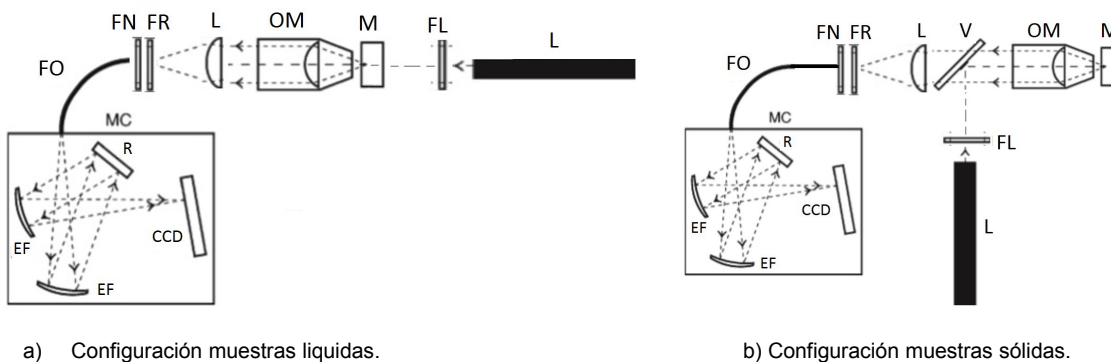 FN FR L OM M FL L
FO
MC
R
EF
CCD
EF
a) Configuración muestras liquidas.
FN FR L V OM M
FO
MC
R
FL
CCD
EF
L
EF
b) Configuración muestras sólidas.